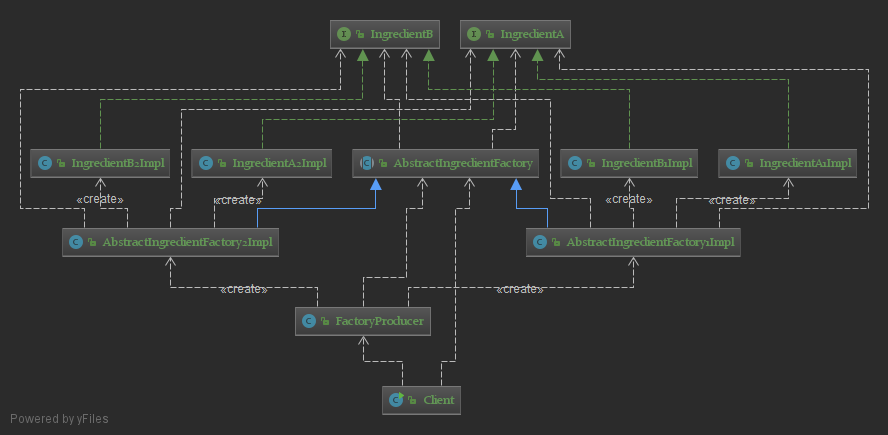 IngredientB
IngredientA
IngredientB2Impl
IngredientA2Impl
AbstractIngredientFactory
IngredientB1Impl
IngredientA1Impl
«create»
«create»
«create»
«create»
AbstractIngredientFactory2Impl
AbstractIngredientFactory1Impl
«create»
«create»
FactoryProducer
Client
Powered by yFiles